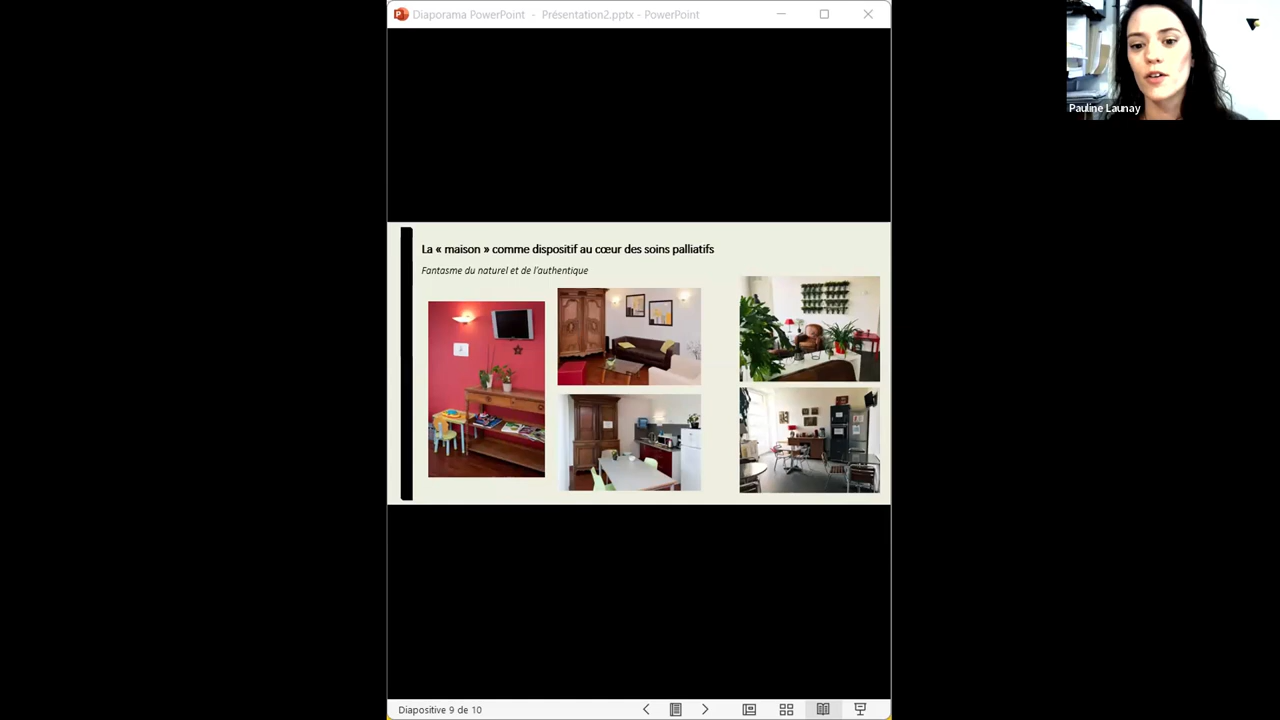 Diaporama PowerPoint - Présentation2.pptx - PowerPoint
Pauline Launay
La « maison » comme dispositif au cœur des soins palliatifs
Fantasme du naturel et de l'authentique
Diapositive 9 de 10